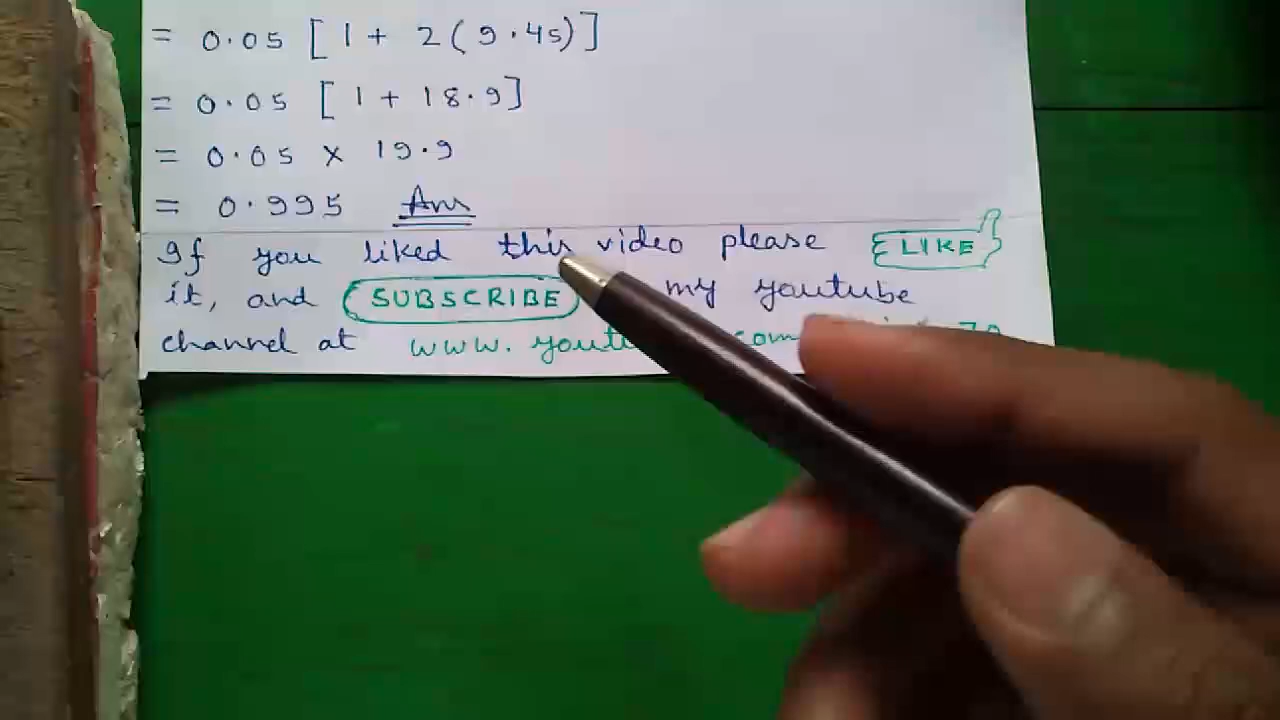 = 0.05 [ 1 + 2 ( 9.45) ]
= 0.05 [ 1 + 18.9 ]
= 0.05 x 19.9
= 0.995 Ans
If you liked this video please LIKE
it, and SUBSCRIBE my youtube
channel at www.